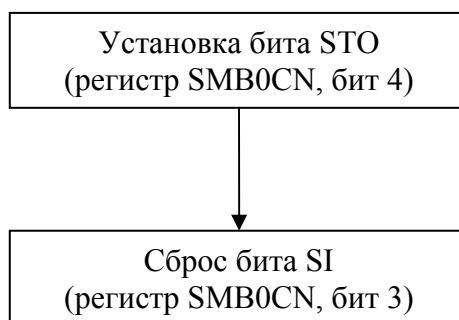 Установка бита STO
(регистр SMB0CN, бит 4)
Сброс бита SI
(регистр SMB0CN, бит 3)